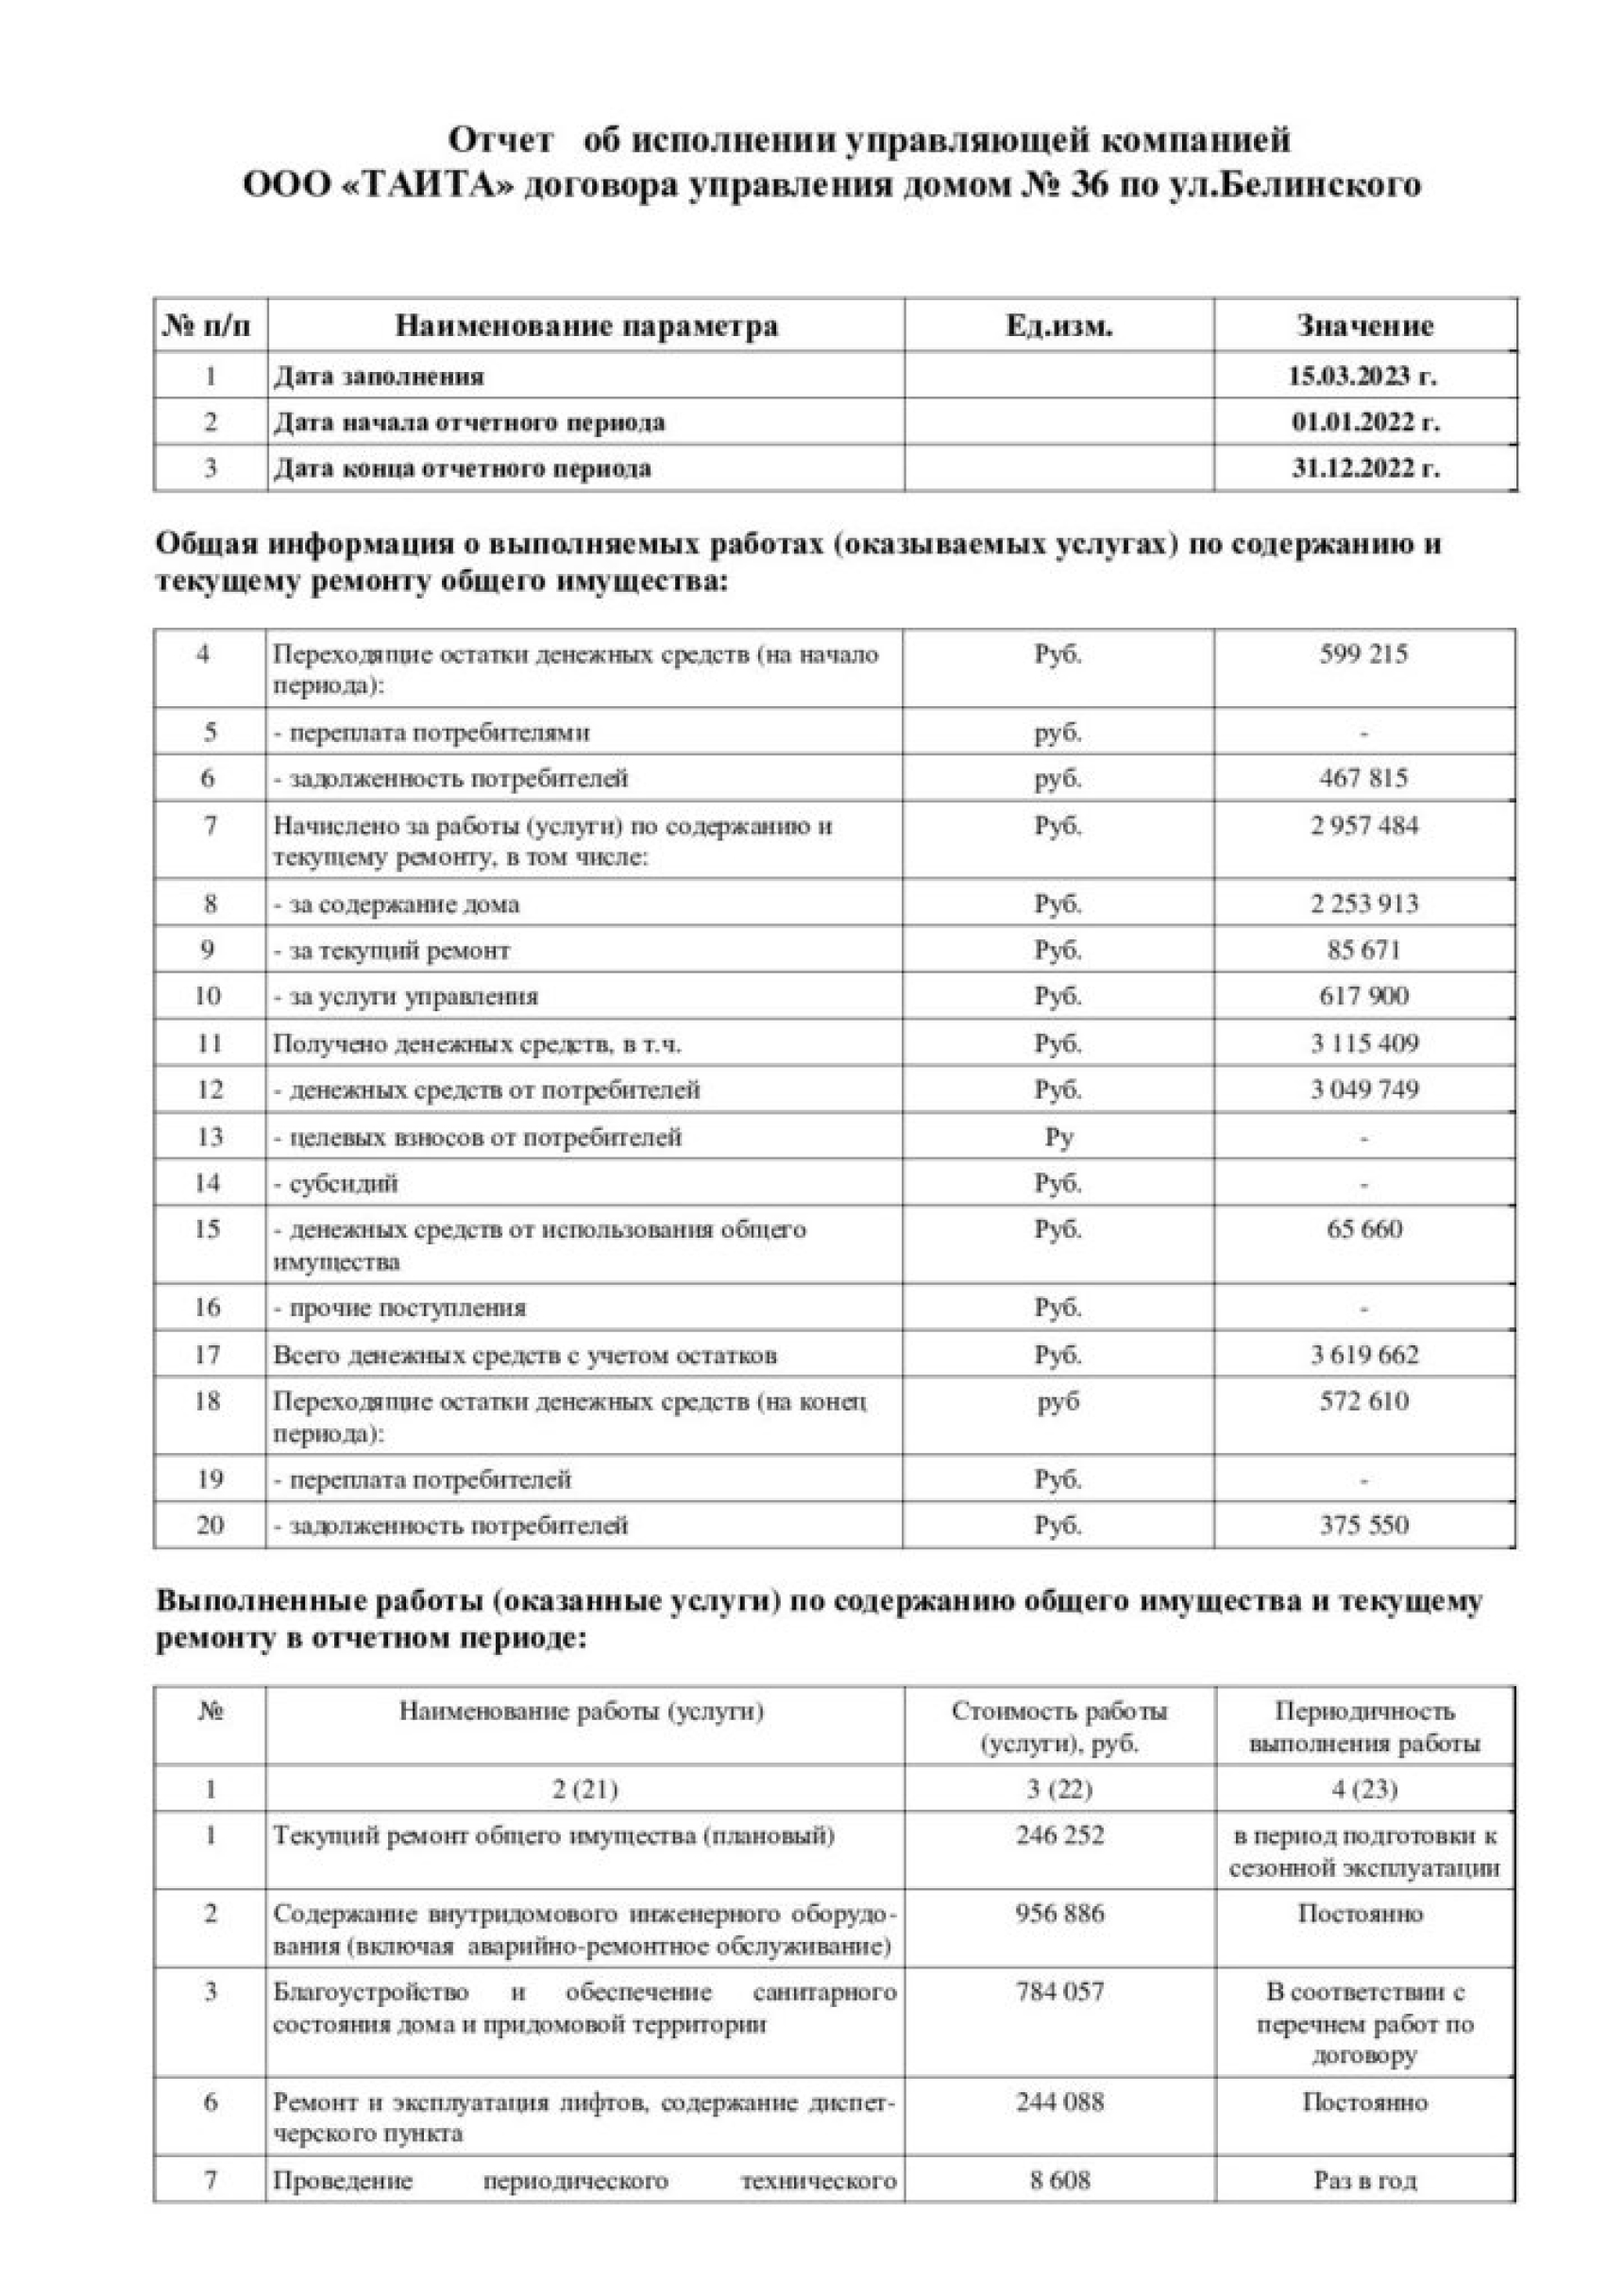 Отчет об исполнении управляющей компанией
ООО «ТАИТА» договора управления домом № 36 по ул.Белинского
№ п/п Наименование параметра Ед.изм. Значение
1 Дата заполнения 15.03.2023 г.
2 Дата начала отчетного периода 01.01.2022 г.
3 Дата конца отчетного периода 31.12.2022 г.
Общая информация о выполняемых работах (оказываемых услугах) по содержанию и
текущему ремонту общего имущества:
4 Переходящие остатки денежных средств (на начало Руб. 599 215
периода):
5 - переплата потребителями руб. -
6 - задолженность потребителей руб. 467 815
7 Начислено за работы (услуги) по содержанию и Руб. 2 957 484
текущему ремонту, в том числе:
8 - за содержание дома Руб. 2 253 913
9 - за текущий ремонт Руб. 85 671
10 - за услуги управления Руб. 617 900
11 Получено денежных средств, в т.ч. Руб. 3 115 409
12 - денежных средств от потребителей Руб. 3 049 749
13 - целевых взносов от потребителей Ру -
14 - субсидий Руб. -
15 - денежных средств от использования общего Руб. 65 660
имущества
16 - прочие поступления Руб. -
17 Всего денежных средств с учетом остатков Руб. 3 619 662
18 Переходящие остатки денежных средств (на конец руб 572 610
периода):
19 - переплата потребителей Руб. -
20 - задолженность потребителей Руб. 375 550
Выполненные работы (оказанные услуги) по содержанию общего имущества и текущему
ремонту в отчетном периоде:
№ Наименование работы (услуги) Стоимость работы Периодичность
(услуги), руб. выполнения работы
1 2 (21) 3 (22) 4 (23)
1 Текущий ремонт общего имущества (плановый) 246 252 в период подготовки к
сезонной эксплуатации
2 Содержание внутридомового инженерного оборудо- 956 886 Постоянно
вания (включая аварийно-ремонтное обслуживание)
3 Благоустройство и обеспечение санитарного 784 057 В соответствии с
состояния дома и придомовой территории перечнем работ по
договору
6 Ремонт и эксплуатация лифтов, содержание диспет- 244 088 Постоянно
черского пункта
7 Проведение периодического технического 8 608 Раз в год